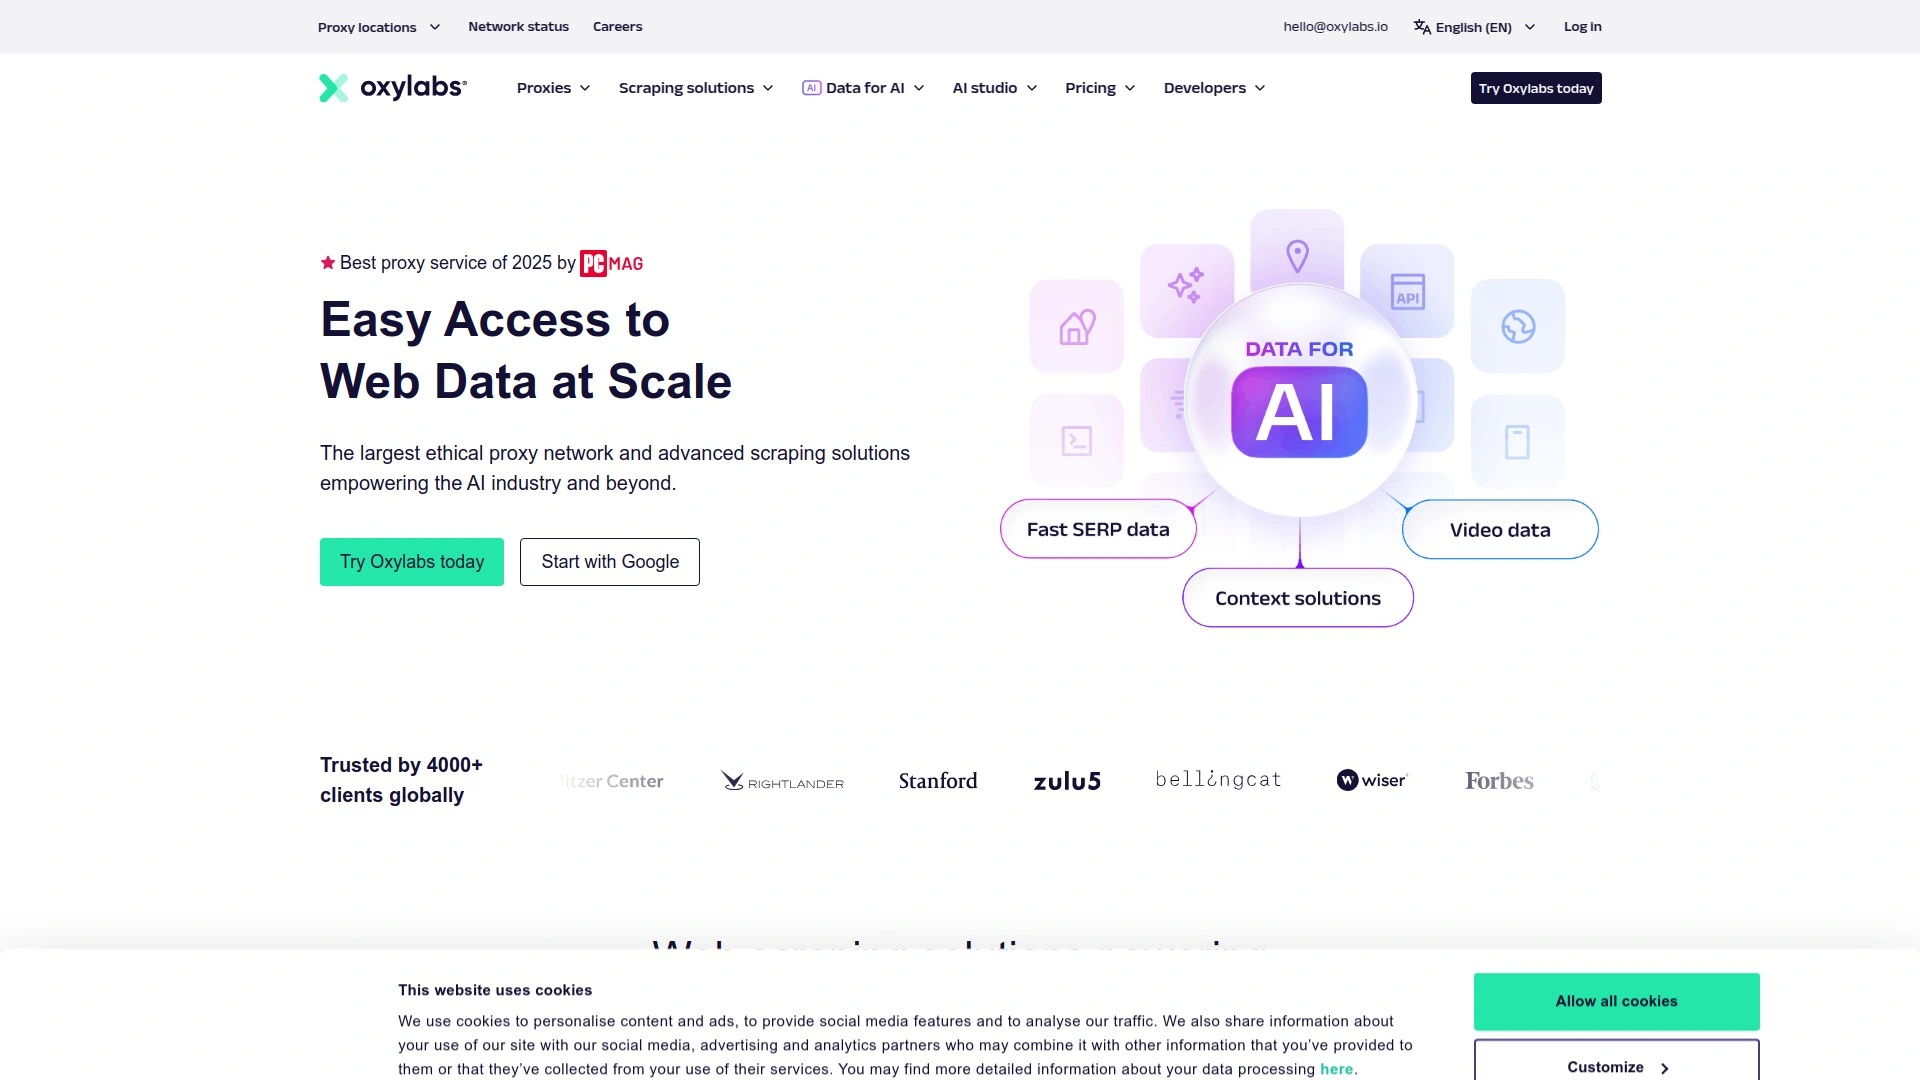 Proxy locations
Network status
Careers
hello@oxylabs.io
English (EN)
Log in
oxylabs®
Proxies
Scraping solutions
AI Data for AI
AI studio
Pricing
Developers
Try Oxylabs today
Best proxy service of 2025 by PC MAG
Easy Access to
Web Data at Scale
The largest ethical proxy network and advanced scraping solutions
empowering the AI industry and beyond.
Try Oxylabs today
Start with Google
API
DATA FOR
AI
Fast SERP data
Video data
Context solutions
Trusted by 4000+
clients globally
Center
RIGHTLANDER
Stanford
zulu5
bellingcat
W wiser
Forbes
This website uses cookies
We use cookies to personalise content and ads, to provide social media features and to analyse our traffic. We also share information about
your use of our site with our social media, advertising and analytics partners who may combine it with other information that you’ve provided to
them or that they’ve collected from your use of their services. You may find more detailed information about your data processing here.
Allow all cookies
Customize